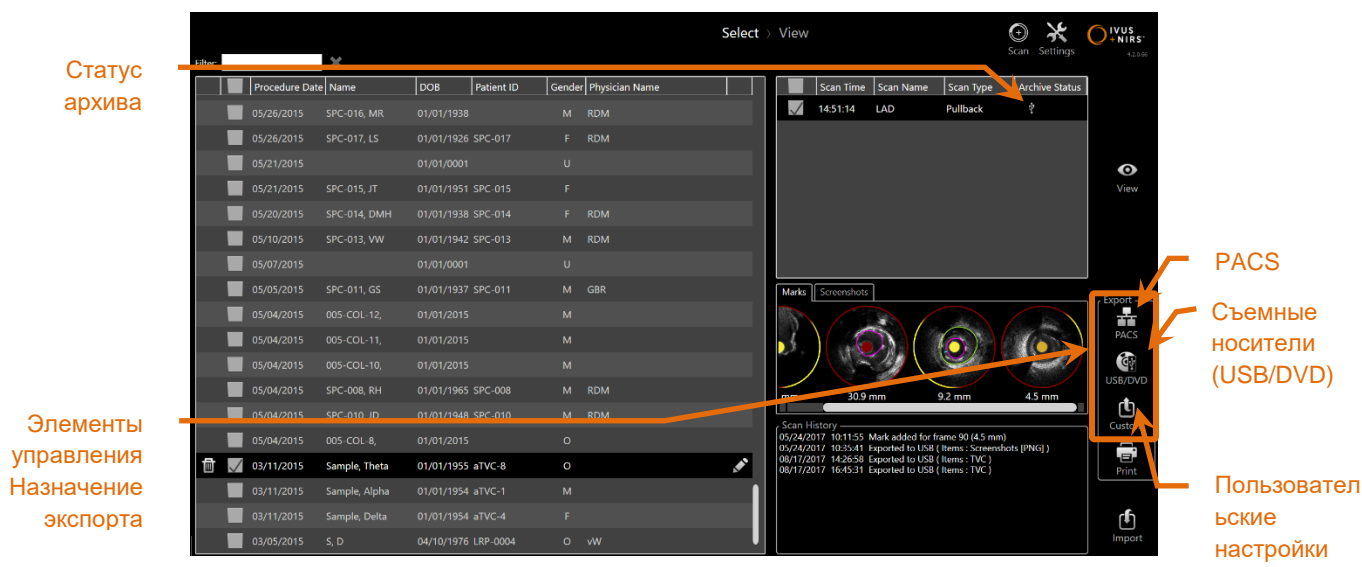 Select › View
Scan
Settings
IVUS
+NIRS
4.2.0.66
Filter:
Статус
архива
Procedure Date Name DOB Patient ID Gender Physician Name
05/26/2015 SPC-016, MR 01/01/1938 M RDM
05/26/2015 SPC-017, LS 01/01/1926 SPC-017 F RDM
05/21/2015 01/01/0001 U
05/21/2015 SPC-015, JT 01/01/1951 SPC-015 F
05/20/2015 SPC-014, DMH 01/01/1938 SPC-014 F RDM
05/10/2015 SPC-013, VW 01/01/1942 SPC-013 M RDM
05/07/2015 01/01/0001 U
05/05/2015 SPC-011, GS 01/01/1937 SPC-011 M GBR
05/04/2015 005-COL-12, 01/01/2015 M
05/04/2015 005-COL-11, 01/01/2015 M
05/04/2015 005-COL-10, 01/01/2015 M
05/04/2015 SPC-008, RH 01/01/1965 SPC-008 M RDM
05/04/2015 SPC-010, JD 01/01/1948 SPC-010 M RDM
05/04/2015 005-COL-8, 01/01/2015 O
03/11/2015 Sample, Theta 01/01/1955 aTVC-8 O
03/11/2015 Sample, Alpha 01/01/1954 aTVC-1 M
03/11/2015 Sample, Delta 01/01/1954 aTVC-4 F
03/05/2015 S, D 04/10/1976 LRP-0004 O vW
Элементы
управления
Назначение
экспорта
Scan Time Scan Name Scan Type Archive Status
14:51:14 LAD Pullback
View
Marks Screenshots
mm 30.9 mm 9.2 mm 4.5 mm
Scan History
05/24/2017 10:11:55 Mark added for frame 90 (4.5 mm)
05/24/2017 10:35:41 Exported to USB ( Items : Screenshots [PNG] )
08/17/2017 14:26:58 Exported to USB ( Items : TVC )
08/17/2017 16:45:31 Exported to USB ( Items : TVC )
Export
PACS
USB/DVD
Custom
Print
Import
PACS
Съемные
носители
(USB/DVD)
Пользовател
ьские
настройки